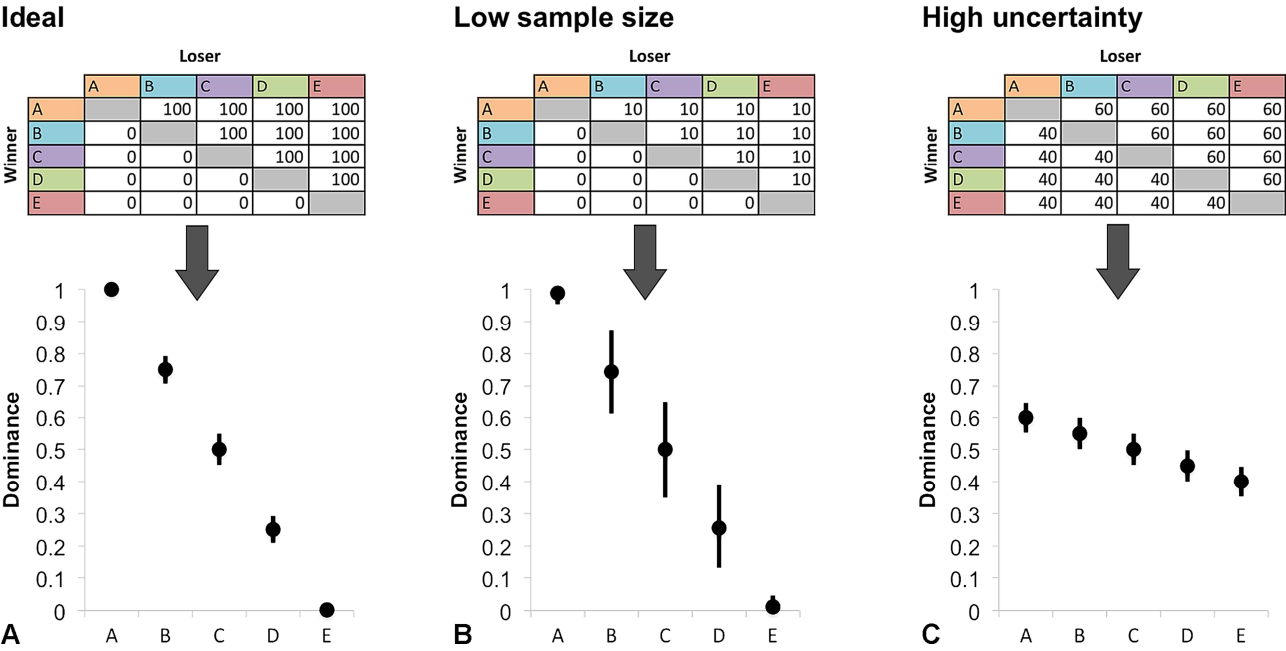 Ideal
Low sample size
High uncertainty
Loser
A B C D E
Winner
A 100 100 100 100
B 0 100 100 100
C 0 0 100 100
D 0 0 0 100
E 0 0 0 0
Loser
A B C D E
Winner
A 10 10 10 10
B 0 10 10 10
C 0 0 10 10
D 0 0 0 10
E 0 0 0 0
Loser
A B C D E
Winner
A 60 60 60 60
B 40 60 60 60
C 40 40 60 60
D 40 40 40 60
E 40 40 40 40
Dominance
1
0.9
0.8
0.7
0.6
0.5
0.4
0.3
0.2
0.1
0
A B C D E
A
Dominance
1
0.9
0.8
0.7
0.6
0.5
0.4
0.3
0.2
0.1
0
A B C D E
B
Dominance
1
0.9
0.8
0.7
0.6
0.5
0.4
0.3
0.2
0.1
0
A B C D E
C